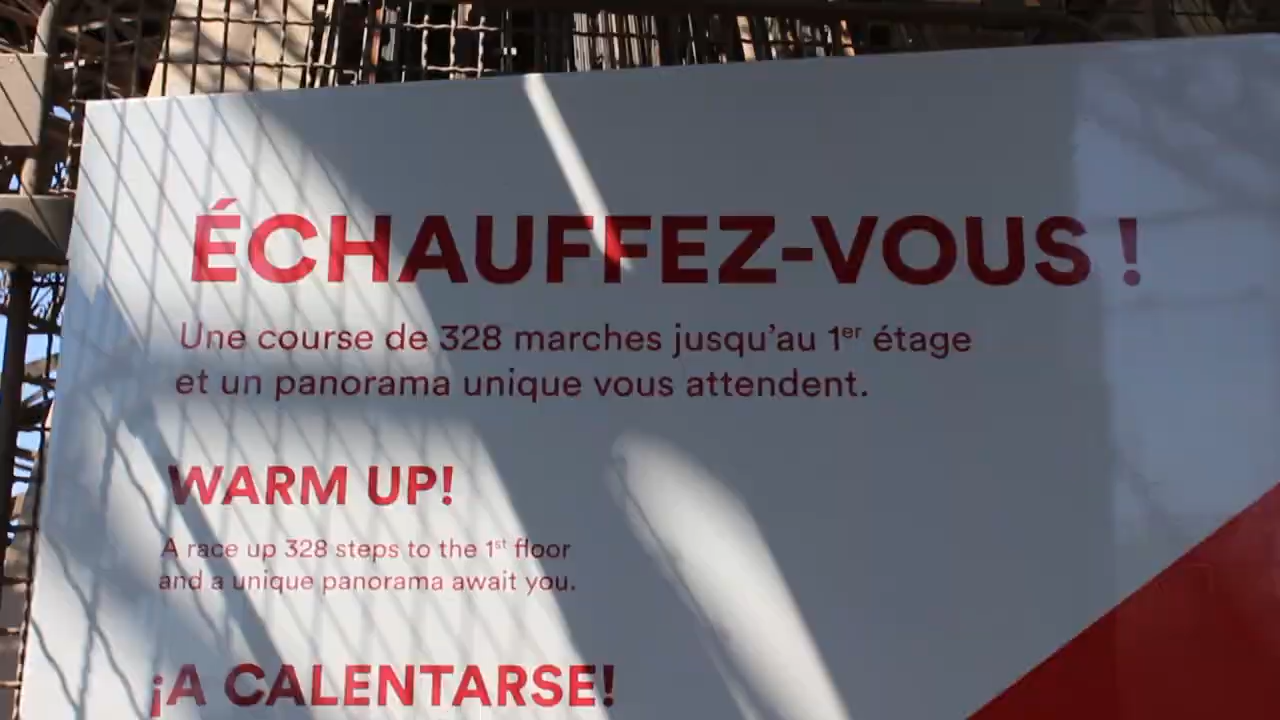 ÉCHAUFFEZ-VOUS !
Une course de 328 marches jusqu'au 1er étage
et un panorama unique vous attendent.
WARM UP!
A race up 328 steps to the 1st floor
and a unique panorama await you.
¡A CALENTARSE!